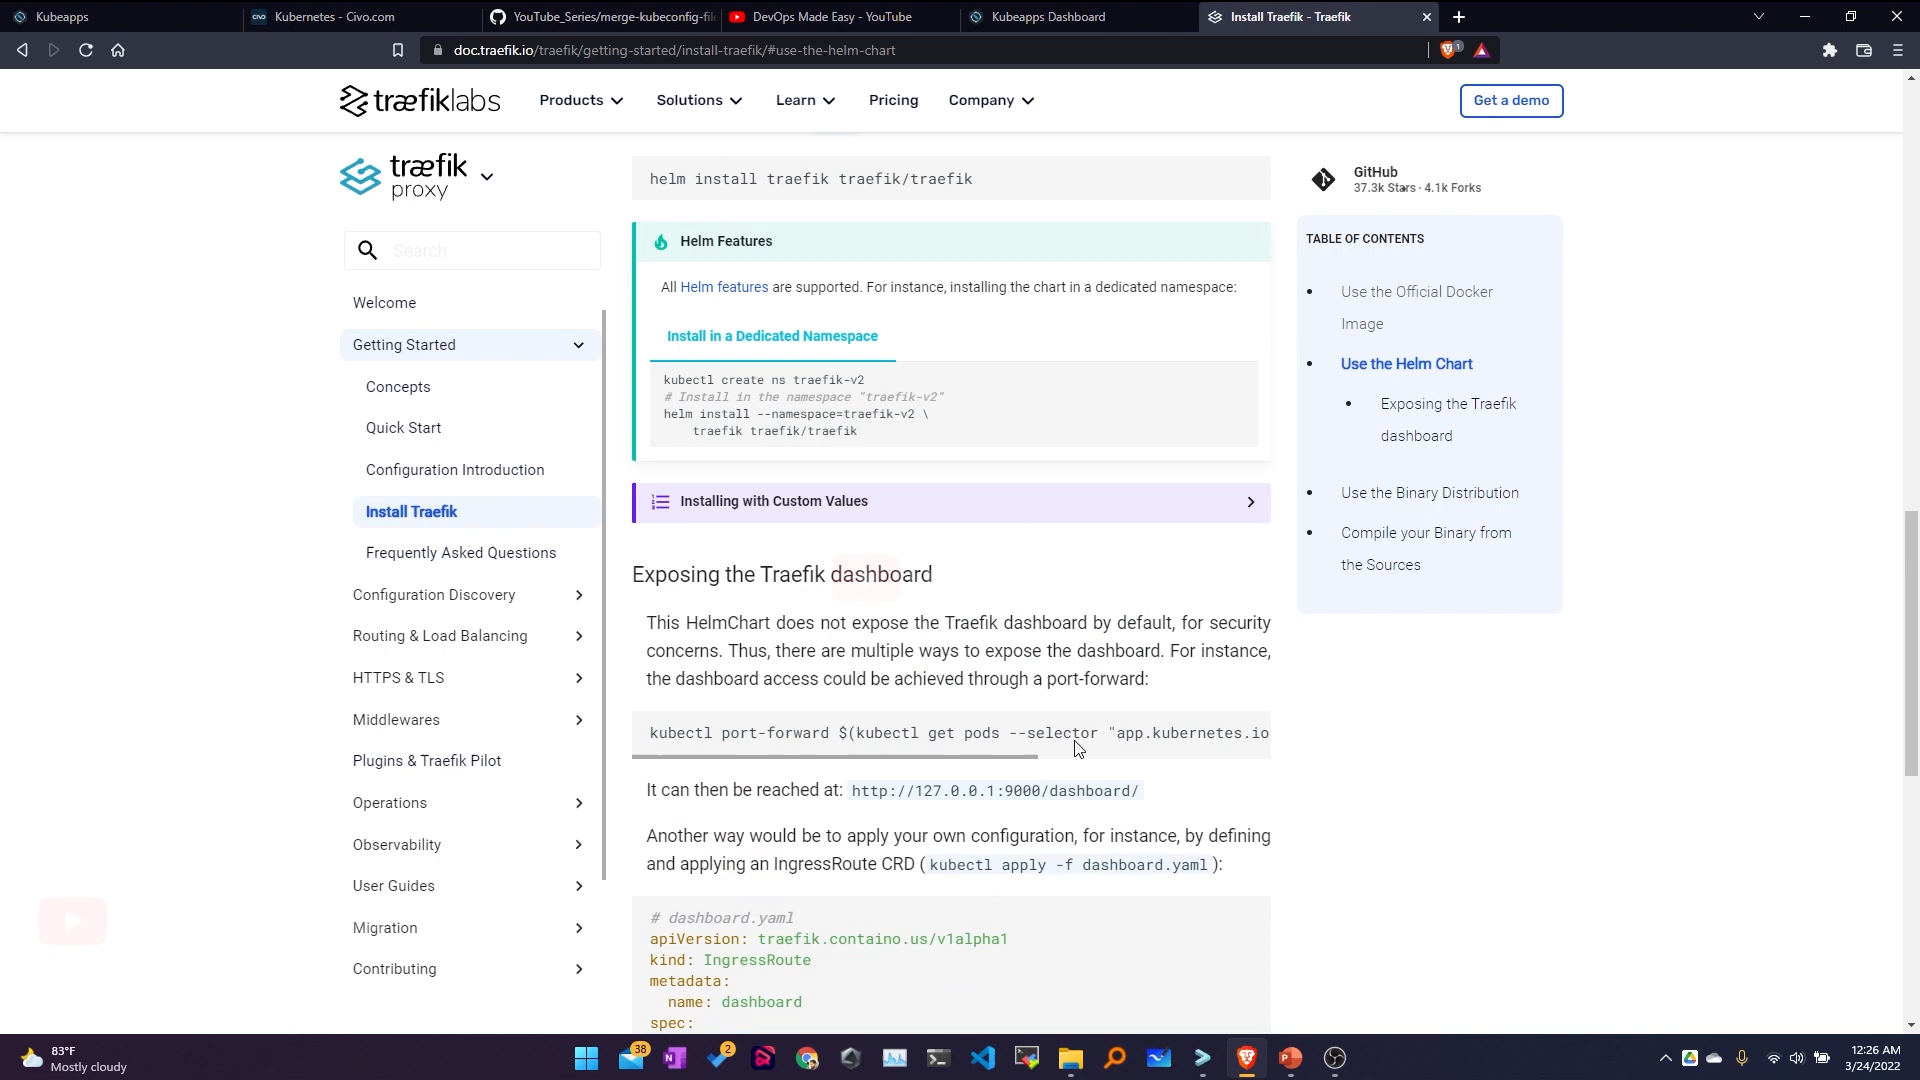 Kubeapps
Kubernetes - Civo.com
YouTube_Series/merge-kubeconfig-fil
DevOps Made Easy - YouTube
Kubeapps Dashboard
Install Traefik - Traefik
doc.traefik.io/traefik/getting-started/install-traefik/#use-the-helm-chart
1
træfiklabs
Products
Solutions
Learn
Pricing
Company
Get a demo
træfik
proxy
Search
Welcome
Getting Started
Concepts
Quick Start
Configuration Introduction
Install Traefik
Frequently Asked Questions
Configuration Discovery
Routing & Load Balancing
HTTPS & TLS
Middlewares
Plugins & Traefik Pilot
Operations
Observability
User Guides
Migration
Contributing
helm install traefik traefik/traefik
Helm Features
All Helm features are supported. For instance, installing the chart in a dedicated namespace:
Install in a Dedicated Namespace
kubectl create ns traefik-v2
# Install in the namespace "traefik-v2"
helm install --namespace=traefik-v2 \
traefik traefik/traefik
Installing with Custom Values
Exposing the Traefik dashboard
This HelmChart does not expose the Traefik dashboard by default, for security
concerns. Thus, there are multiple ways to expose the dashboard. For instance,
the dashboard access could be achieved through a port-forward:
kubectl port-forward $(kubectl get pods --selector "app.kubernetes.io
It can then be reached at: http://127.0.0.1:9000/dashboard/
Another way would be to apply your own configuration, for instance, by defining
and applying an IngressRoute CRD ( kubectl apply -f dashboard.yaml ):
# dashboard.yaml
apiVersion: traefik.containo.us/v1alpha1
kind: IngressRoute
metadata:
name: dashboard
spec:
GitHub
37.3k Stars · 4.1k Forks
TABLE OF CONTENTS
Use the Official Docker
Image
Use the Helm Chart
Exposing the Traefik
dashboard
Use the Binary Distribution
Compile your Binary from
the Sources
83°F
Mostly cloudy
38
2
12:26 AM
3/24/2022